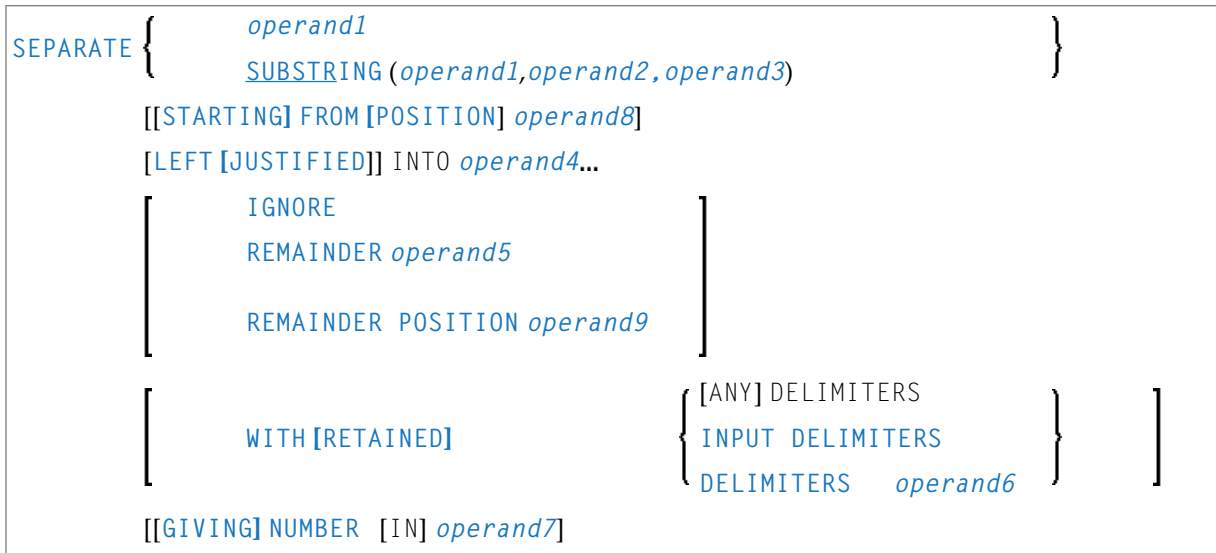 operand1
SEPARATE
SUBSTRING (operand1,operand2,operand3)
[[STARTING] FROM [POSITION] operand8]
[LEFT [JUSTIFIED]] INTO operand4...
IGNORE
REMAINDER operand5
REMAINDER POSITION operand9
[ANY] DELIMITERS
WITH [RETAINED] INPUT DELIMITERS
DELIMITERS operand6
[[GIVING] NUMBER [IN] operand7]